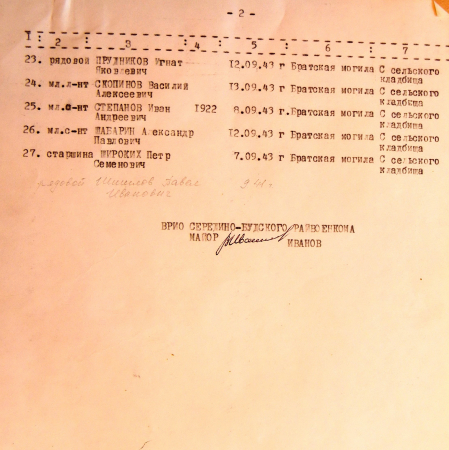 - 2 -
I : 2. : 3. : 4. : 5 : 6 : 7
23. рядовой ПРУДНИКОВ Игнат 12.09.43 г Братская могила С сельского
Яковлевич кладбища
24. мл.л-нт СКОПИНОВ Василий 13.09.43 г Братская могила С сельского
Алексеевич кладбища
25. мл.с-нт СТЕПАНОВ Иван 1922 8.09.43 г. Братская могила С сельского
Андреевич кладбища
26. мл.с-нт ШАБАРИН Александр 12.09.43 г Братская могила С сельского
Павлович кладбища
27. старшина ШИРОКИХ Петр 7.09.43 г Братская могила С сельского
Семенович кладбища
рядовой Павел
Иванович
ВРИО СЕРЕДИНО-БУДСКОГО РАЙВОЕНКОМА
МАЙОР ИВАНОВ